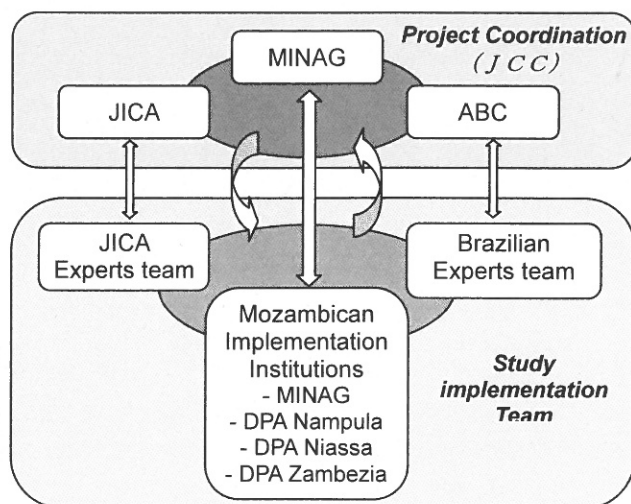 Project Coordination
(JCC)
MINAG
JICA
ABC
JICA
Experts team
Brazilian
Experts team
Mozambican
Implementation
Institutions
- MINAG
- DPA Nampula
- DPA Niassa
- DPA Zambezia
Study
implementation
Team